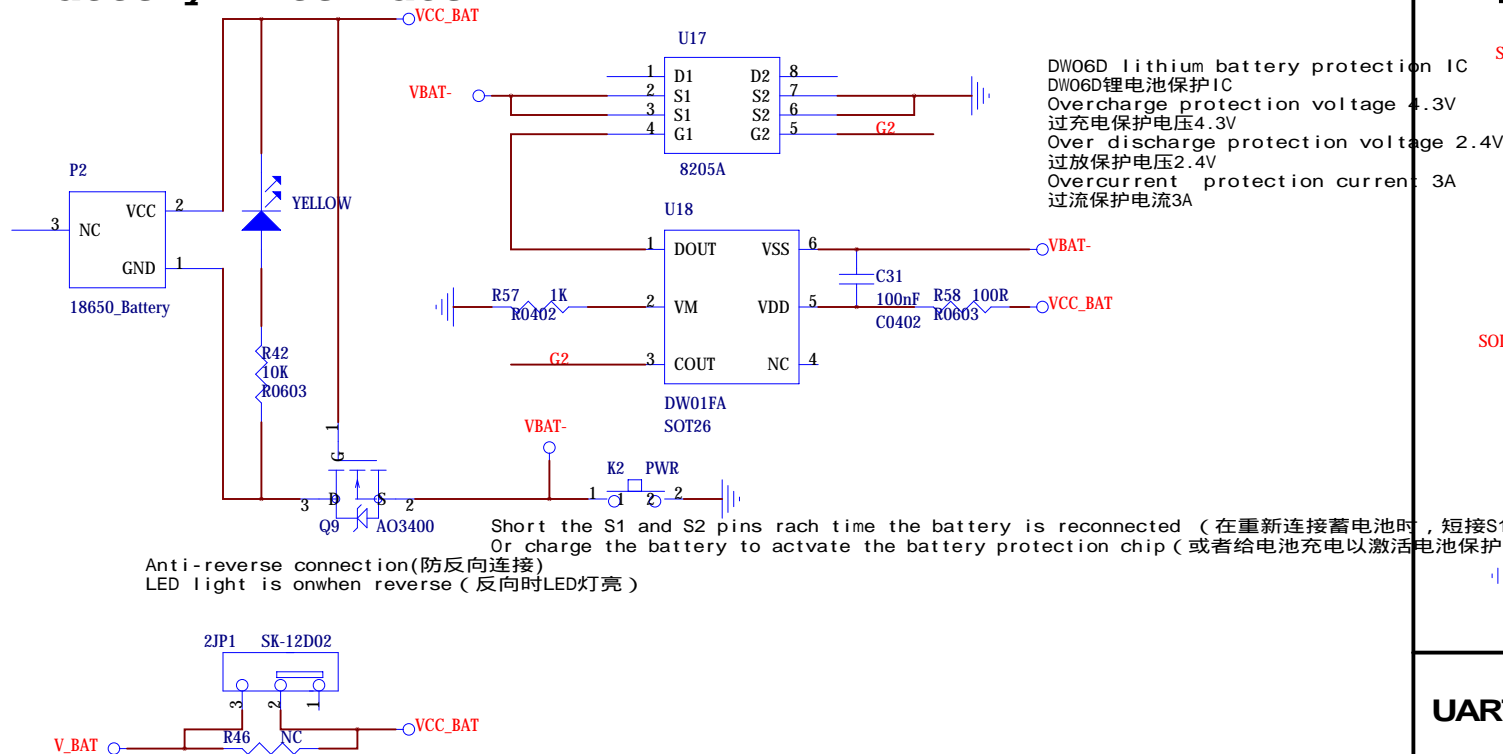 VCC_BAT
U17
1 D1 D2 8
VBAT- 2 S1 S2 7
3 S1 S2 6
4 G1 G2 5 G2
8205A
DW06D lithium battery protection IC
DW06D锂电池保护IC
Overcharge protection voltage 4.3V
过充电保护电压4.3V
Over discharge protection voltage 2.4V
过放保护电压2.4V
Overcurrent protection current 3A
过流保护电流3A
P2
VCC 2
3 NC
GND 1
18650_Battery
YELLOW
R42
10K
R0603
U18
1 DOUT VSS 6 VBAT-
C31
100nF
C0402
R57 1K
R0402
2 VM VDD 5
R58 100R
R0603
VCC_BAT
G2 3 COUT NC 4
DW01FA
SOT26
VBAT-
1
G
3 D S 2
Q9 AO3400
K2 PWR
1 1 2 2
Short the S1 and S2 pins rach time the battery is reconnected （在重新连接蓄电池时，短接S1
Or charge the battery to actvate the battery protection chip（或者给电池充电以激活电池保护
Anti-reverse connection(防反向连接)
LED light is onwhen reverse（反向时LED灯亮）
2JP1 SK-12D02
3 2 1
VCC_BAT
R46 NC
V_BAT
UART